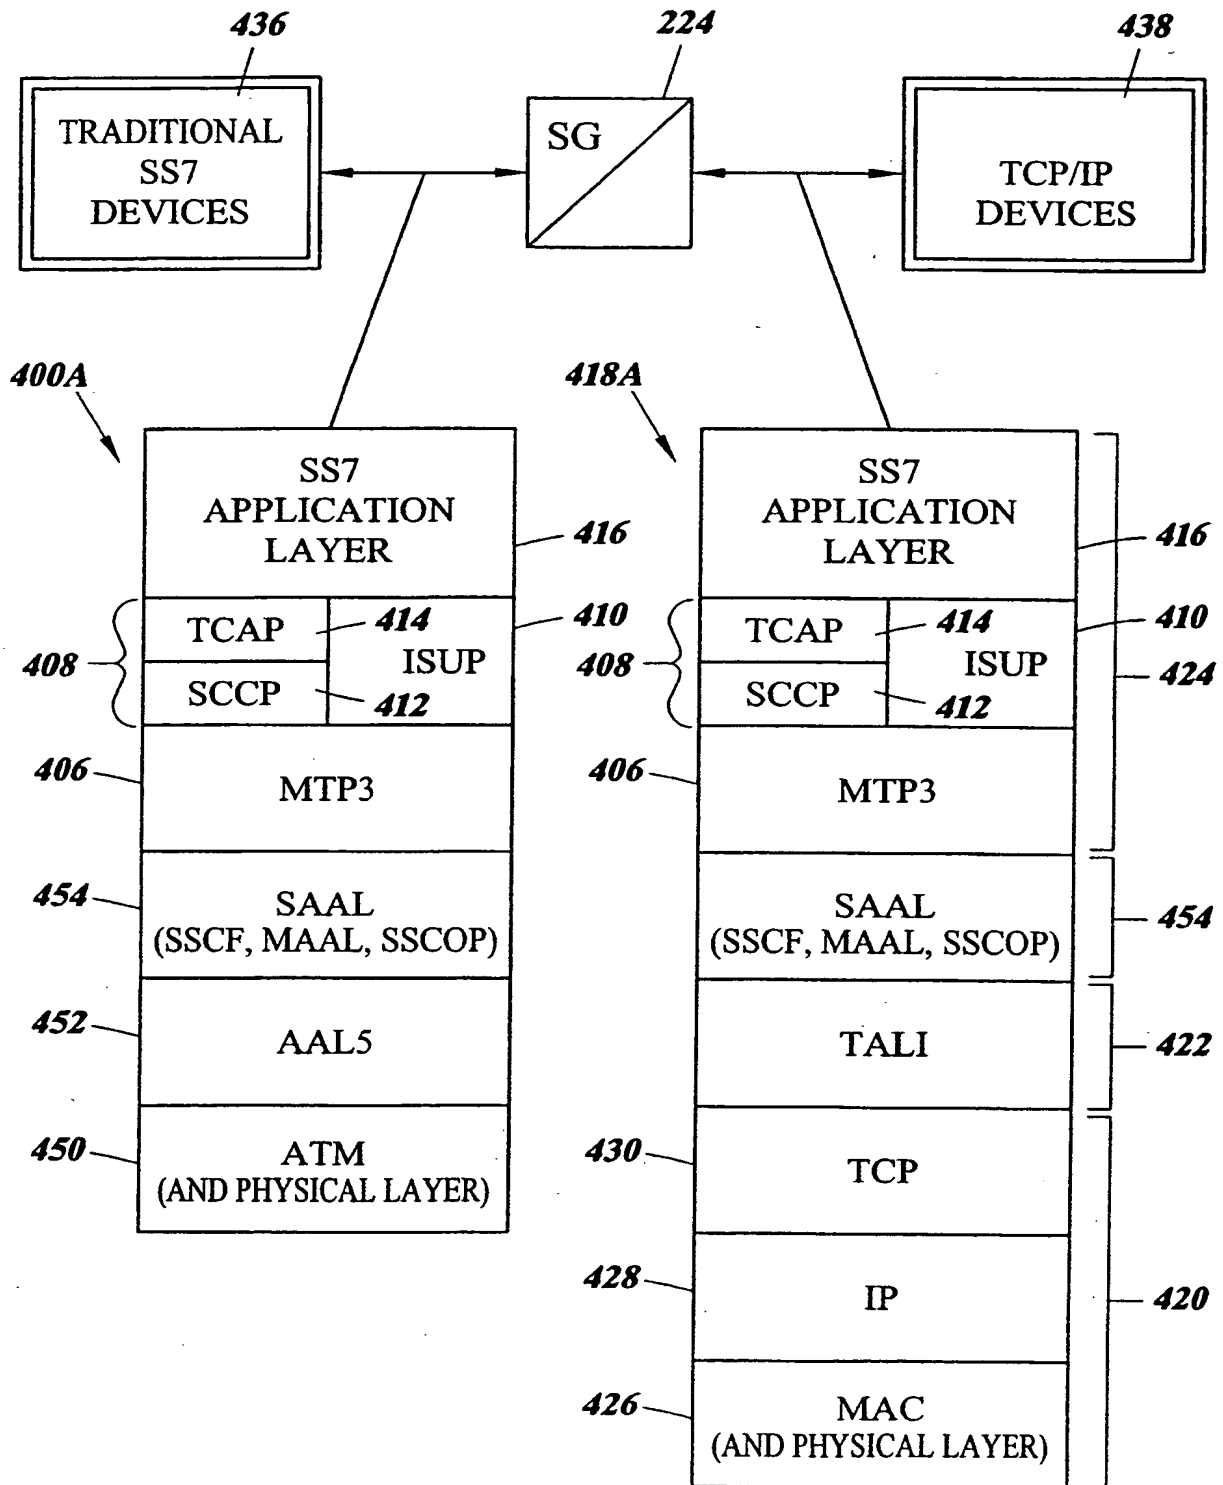 436
224
438
TRADITIONAL
SS7
DEVICES
SG
TCP/IP
DEVICES
400A
418A
SS7
APPLICATION
LAYER
416
408
TCAP
414
SCCP
412
ISUP
410
406
MTP3
454
SAAL
(SSCF, MAAL, SSCOP)
452
AAL5
450
ATM
(AND PHYSICAL LAYER)
SS7
APPLICATION
LAYER
416
408
TCAP
414
SCCP
412
ISUP
410
424
406
MTP3
SAAL
(SSCF, MAAL, SSCOP)
454
TALI
422
430
TCP
428
IP
420
426
MAC
(AND PHYSICAL LAYER)